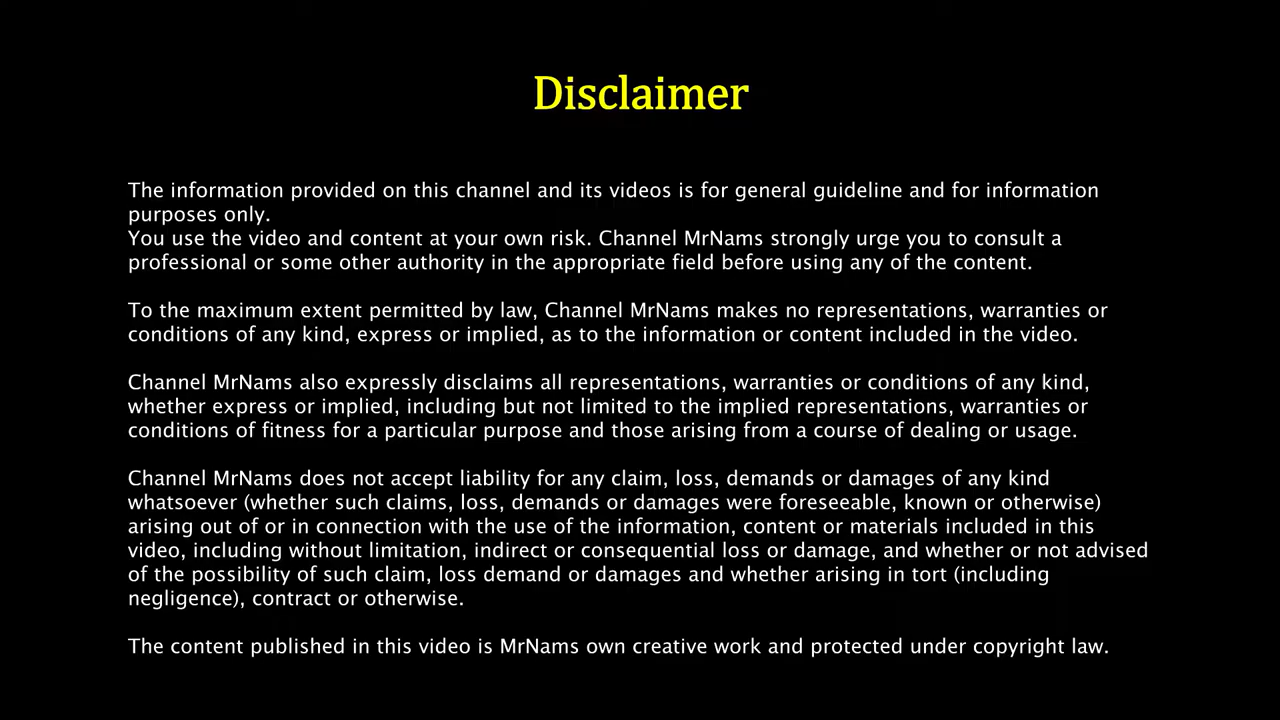 Disclaimer
The information provided on this channel and its videos is for general guideline and for information
purposes only.
You use the video and content at your own risk. Channel MrNams strongly urge you to consult a
professional or some other authority in the appropriate field before using any of the content.
To the maximum extent permitted by law, Channel MrNams makes no representations, warranties or
conditions of any kind, express or implied, as to the information or content included in the video.
Channel MrNams also expressly disclaims all representations, warranties or conditions of any kind,
whether express or implied, including but not limited to the implied representations, warranties or
conditions of fitness for a particular purpose and those arising from a course of dealing or usage.
Channel MrNams does not accept liability for any claim, loss, demands or damages of any kind
whatsoever (whether such claims, loss, demands or damages were foreseeable, known or otherwise)
arising out of or in connection with the use of the information, content or materials included in this
video, including without limitation, indirect or consequential loss or damage, and whether or not advised
of the possibility of such claim, loss demand or damages and whether arising in tort (including
negligence), contract or otherwise.
The content published in this video is MrNams own creative work and protected under copyright law.